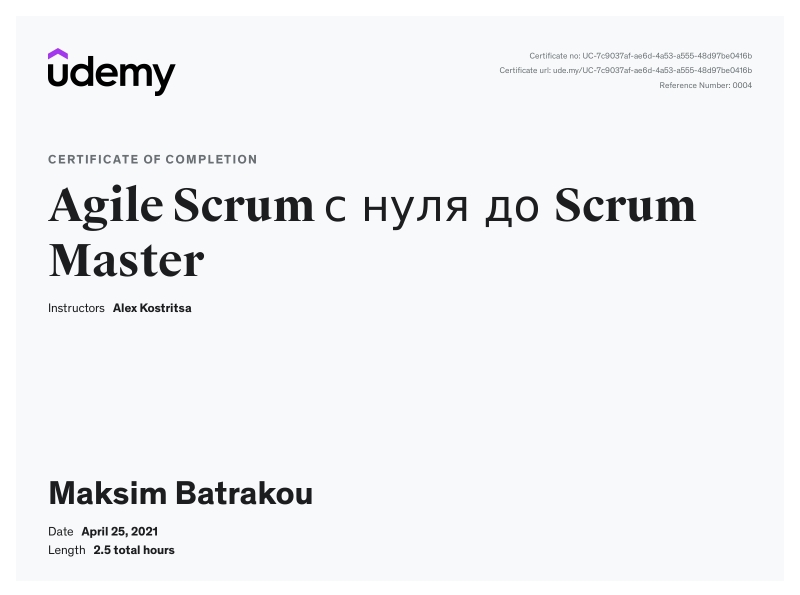 udemy
Certificate no: UC-7c9037af-ae6d-4a53-a555-48d97be0416b
Certificate url: ude.my/UC-7c9037af-ae6d-4a53-a555-48d97be0416b
Reference Number: 0004
CERTIFICATE OF COMPLETION
Agile Scrum с нуля до Scrum
Master
Instructors Alex Kostritsa
Maksim Batrakou
Date April 25, 2021
Length 2.5 total hours